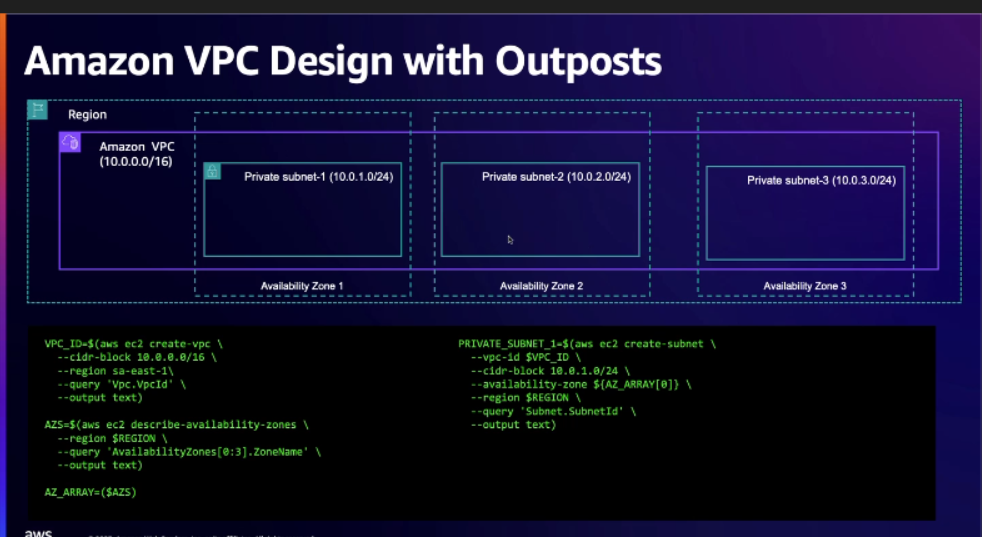 Amazon VPC Design with Outposts
Region
Amazon VPC
(10.0.0.0/16)
Private subnet-1 (10.0.1.0/24)
Private subnet-2 (10.0.2.0/24)
Private subnet-3 (10.0.3.0/24)
Availability Zone 1
Availability Zone 2
Availability Zone 3
VPC_ID=$(aws ec2 create-vpc \
--cidr-block 10.0.0.0/16 \
--region sa-east-1\
--query 'Vpc.VpcId' \
--output text)
AZS=$(aws ec2 describe-availability-zones \
--region $REGION \
--query 'AvailabilityZones[0:3].ZoneName' \
--output text)
AZ_ARRAY=($AZS)
PRIVATE_SUBNET_1=$(aws ec2 create-subnet \
--vpc-id $VPC_ID \
--cidr-block 10.0.1.0/24 \
--availability-zone ${AZ_ARRAY[0]} \
--region $REGION \
--query 'Subnet.SubnetId' \
--output text)
aws